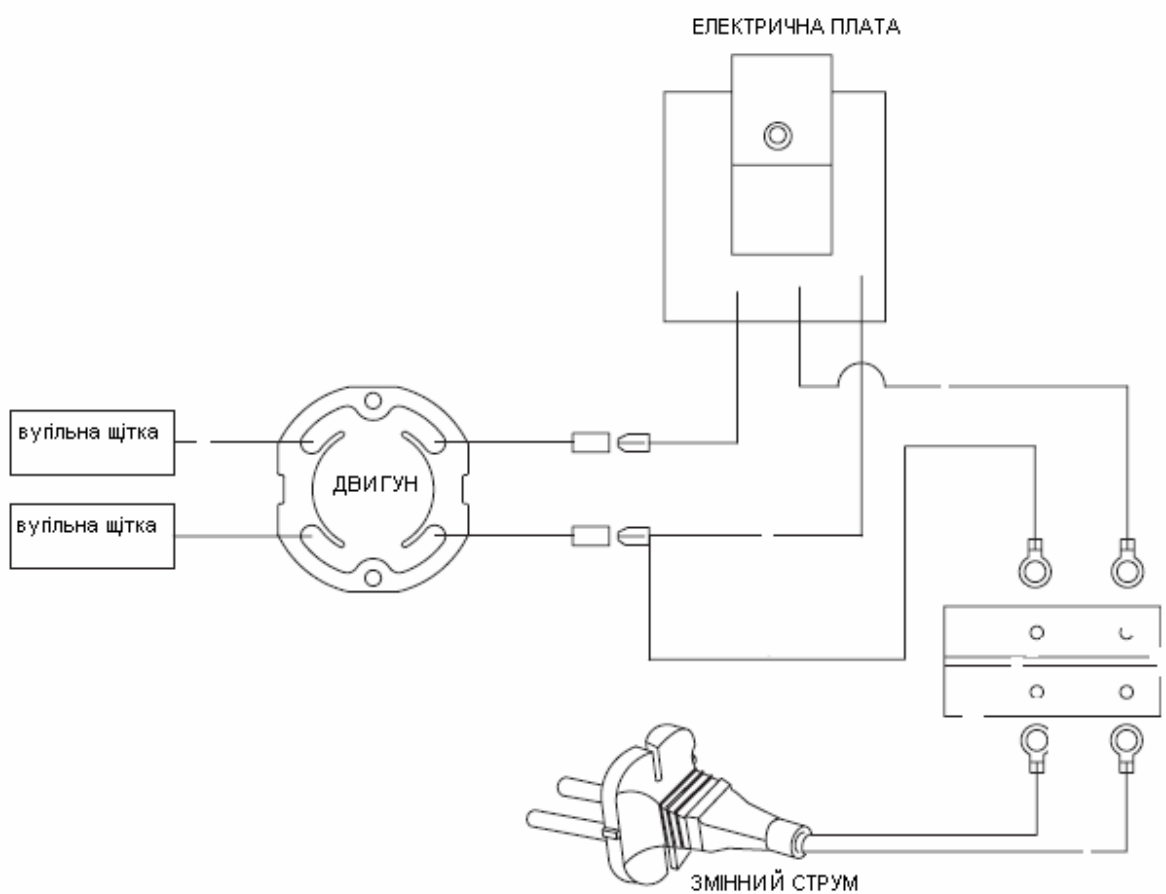 ЕЛЕКТРИЧНА ПЛАТА
вугільна щітка
ДВИГУН
вугільна щітка
ЗМІННИЙ СТРУМ